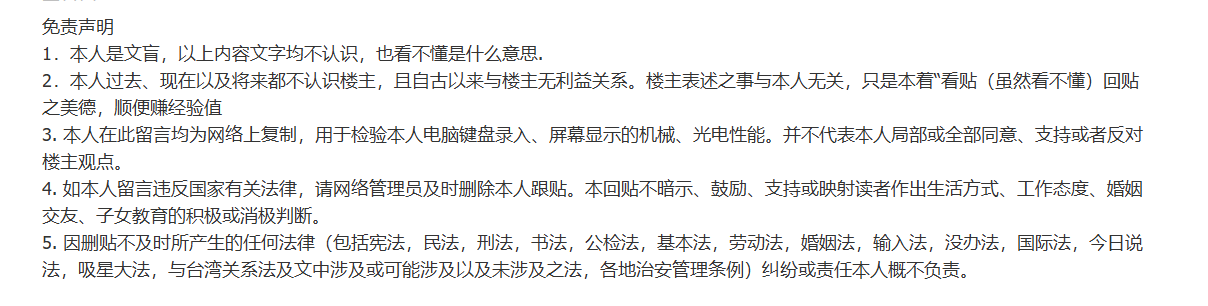 免责声明
1．本人是文盲，以上内容文字均不认识，也看不懂是什么意思.
2．本人过去、现在以及将来都不认识楼主，且自古以来与楼主无利益关系。楼主表述之事与本人无关，只是本着“看贴（虽然看不懂）回贴
之美德，顺便赚经验值
3. 本人在此留言均为网络上复制，用于检验本人电脑键盘录入、屏幕显示的机械、光电性能。并不代表本人局部或全部同意、支持或者反对
楼主观点。
4. 如本人留言违反国家有关法律，请网络管理员及时删除本人跟贴。本回贴不暗示、鼓励、支持或映射读者作出生活方式、工作态度、婚姻
交友、子女教育的积极或消极判断。
5. 因删贴不及时所产生的任何法律（包括宪法，民法，刑法，书法，公检法，基本法，劳动法，婚姻法，输入法，没办法，国际法，今日说
法，吸星大法，与台湾关系法及文中涉及或可能涉及以及未涉及之法，各地治安管理条例）纠纷或责任本人概不负责。